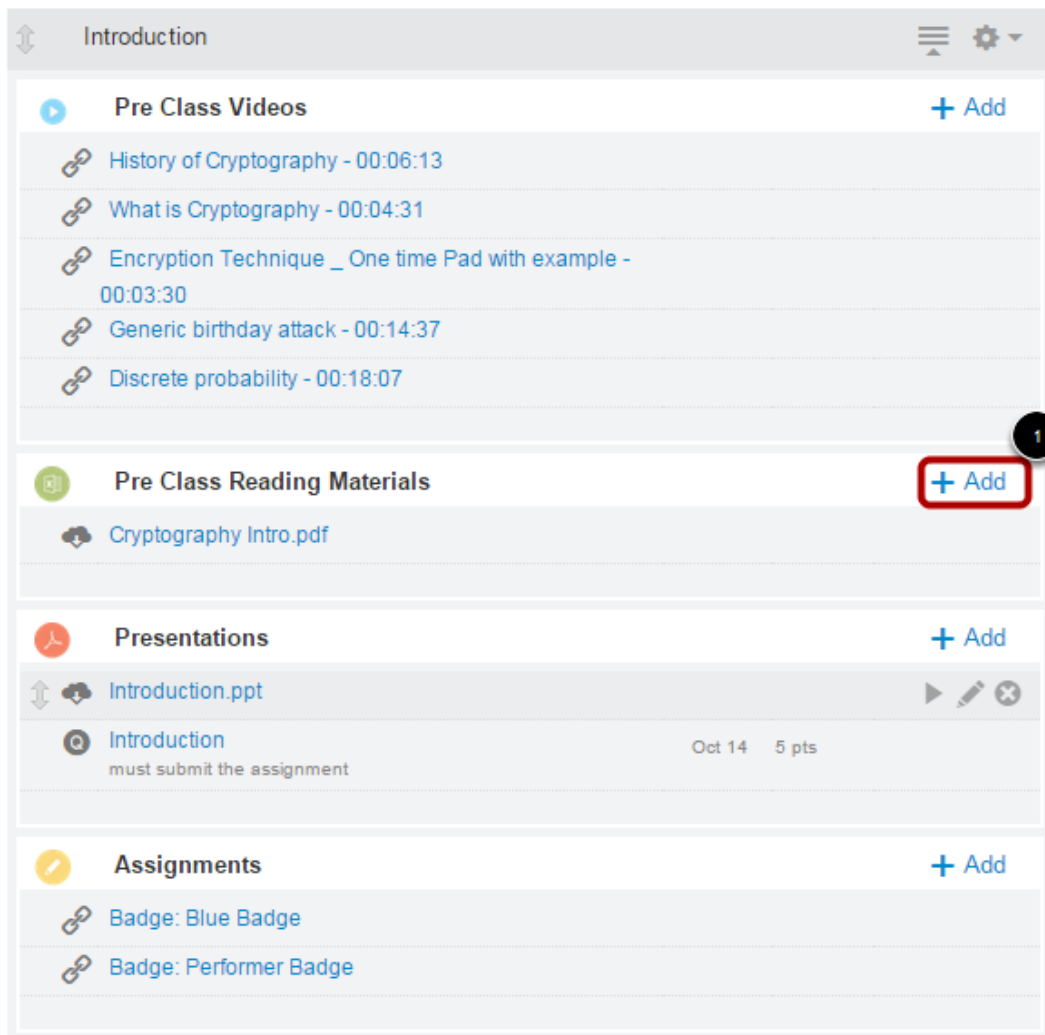 Introduction
Pre Class Videos
+ Add
History of Cryptography - 00:06:13
What is Cryptography - 00:04:31
Encryption Technique _ One time Pad with example -
00:03:30
Generic birthday attack - 00:14:37
Discrete probability - 00:18:07
1
Pre Class Reading Materials
+ Add
Cryptography Intro.pdf
Presentations
+ Add
Introduction.ppt
Q
Introduction
Oct 14 5 pts
must submit the assignment
Assignments
+ Add
Badge: Blue Badge
Badge: Performer Badge